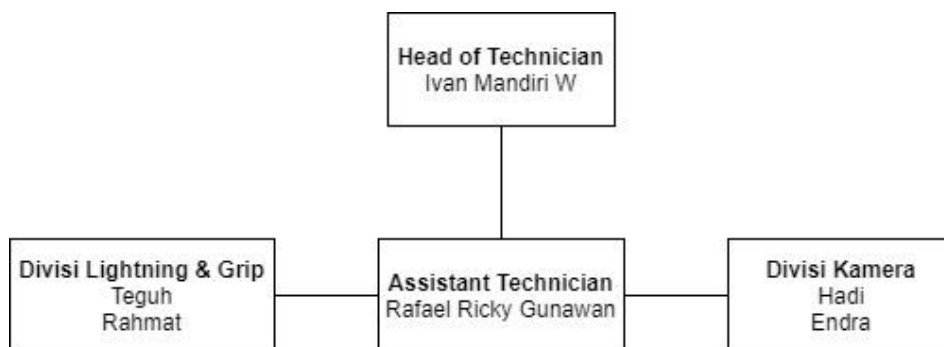 Head of Technician
Ivan Mandiri W
Divisi Lightning & Grip
Teguh
Rahmat
Assistant Technician
Rafael Ricky Gunawan
Divisi Kamera
Hadi
Endra